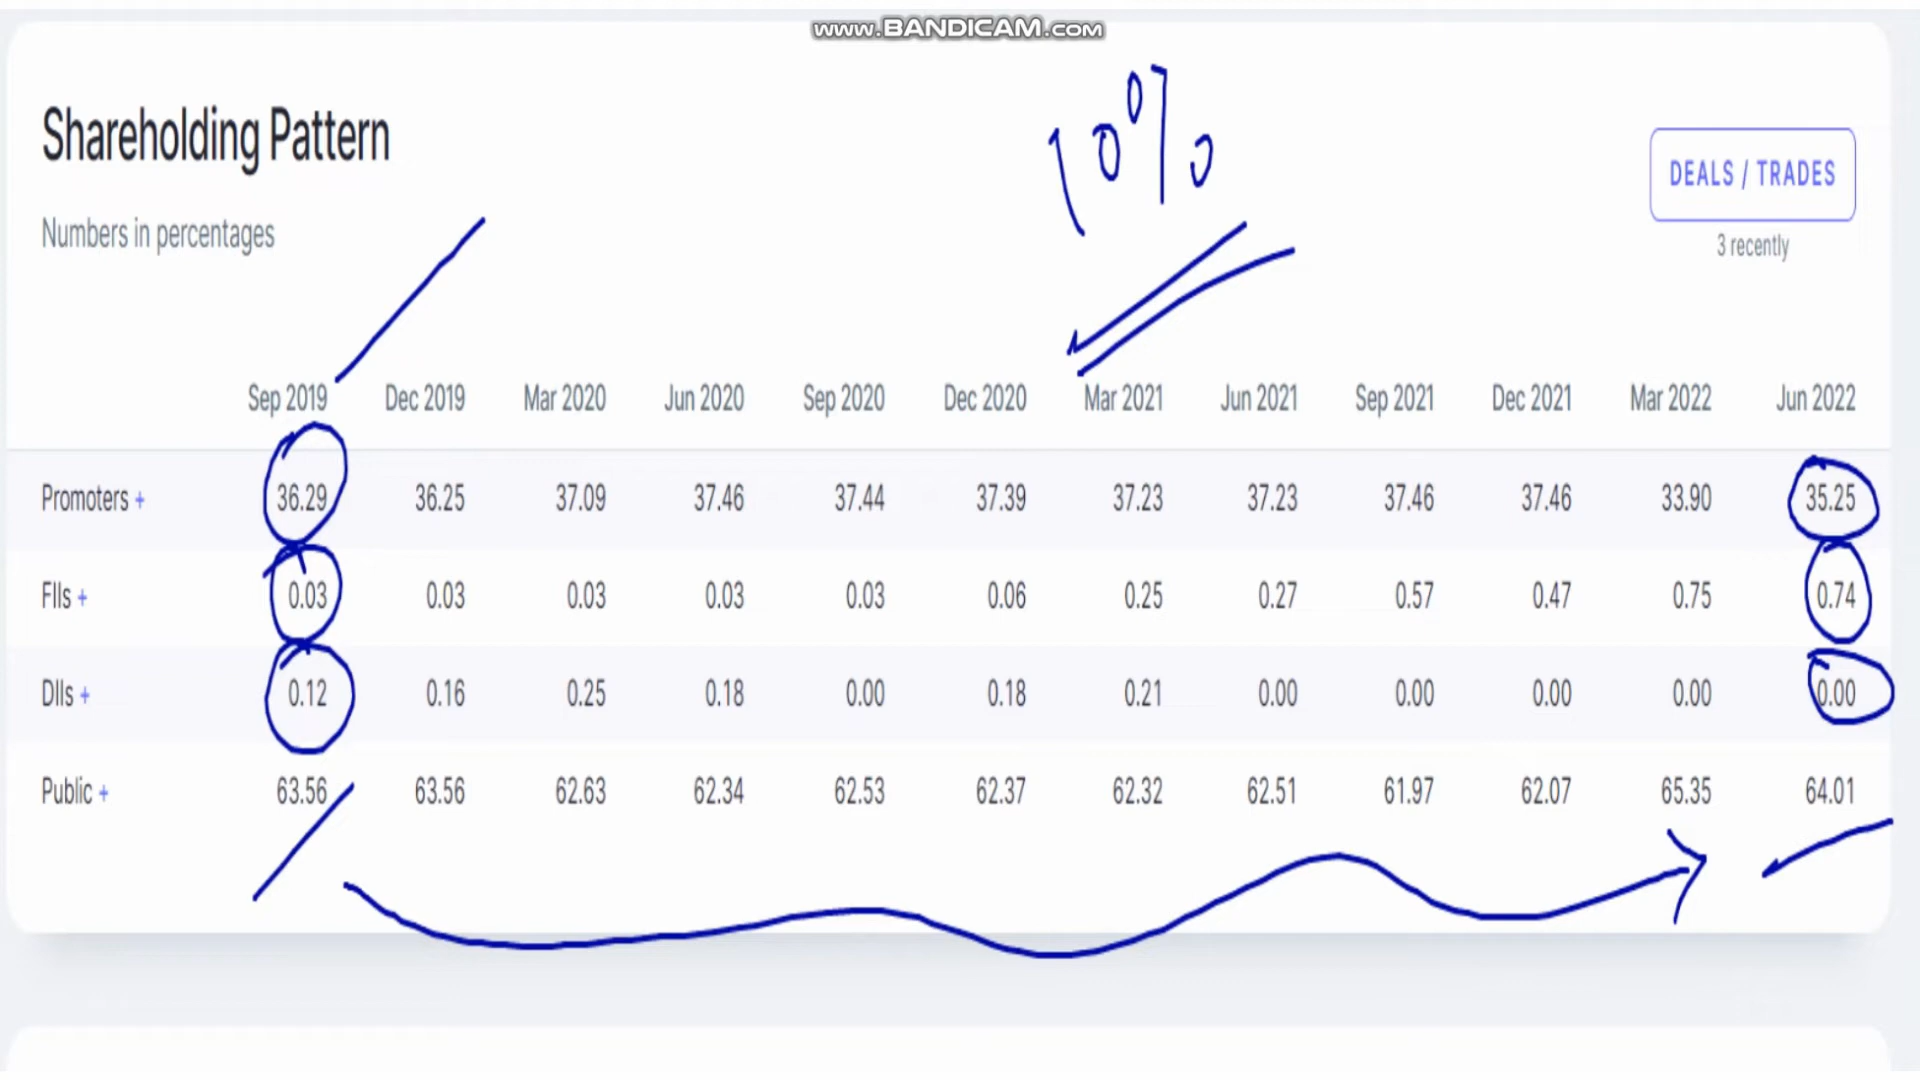 www.BANDICAM.com
10%
Shareholding Pattern
DEALS / TRADES
Numbers in percentages
3 recently
Sep 2019 Dec 2019 Mar 2020 Jun 2020 Sep 2020 Dec 2020 Mar 2021 Jun 2021 Sep 2021 Dec 2021 Mar 2022 Jun 2022
Promoters + 36.29 36.25 37.09 37.46 37.44 37.39 37.23 37.23 37.46 37.46 33.90 35.25
FIIs + 0.03 0.03 0.03 0.03 0.03 0.06 0.25 0.27 0.57 0.47 0.75 0.74
DIIs + 0.12 0.16 0.25 0.18 0.00 0.18 0.21 0.00 0.00 0.00 0.00 0.00
Public + 63.56 63.56 62.63 62.34 62.53 62.37 62.32 62.51 61.97 62.07 65.35 64.01